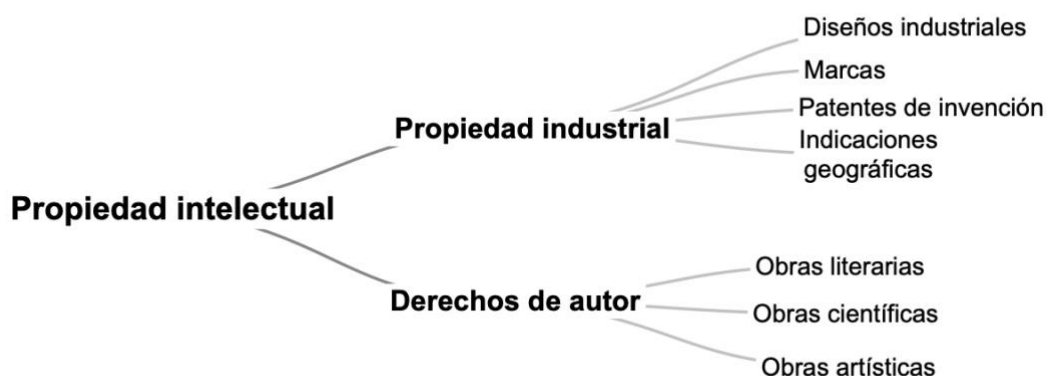 Diseños industriales
Marcas
Propiedad industrial
Patentes de invención
Indicaciones
geográficas
Propiedad intelectual
Derechos de autor
Obras literarias
Obras científicas
Obras artísticas